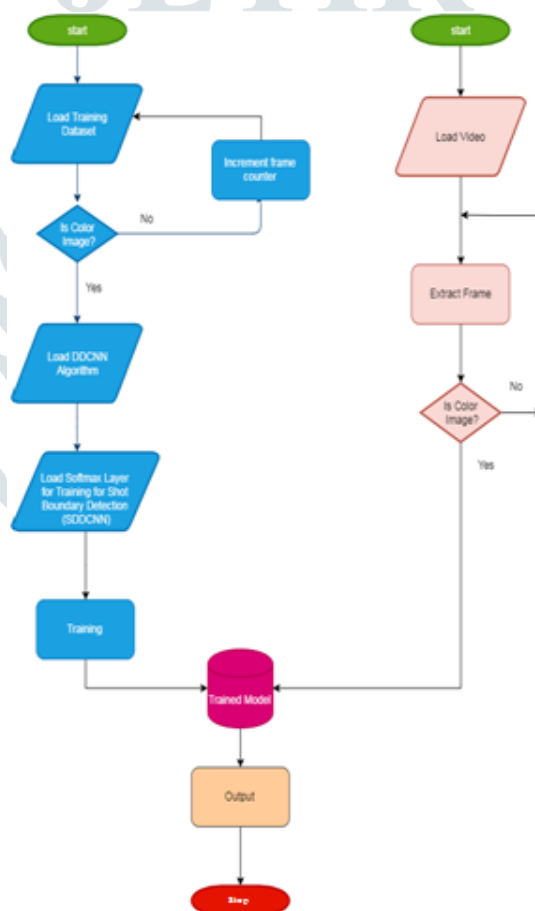 start
Load Training
Dataset
Increment frame
counter
Is Color
Image?
No
Yes
Load DDCNN
Algorithm
Load Softmax Layer
for Training for Shot
Boundary Detection
(SDDCNN)
Training
start
Load Video
Extract Frame
Is Color
Image?
No
Yes
Trained Model
Output
Stop